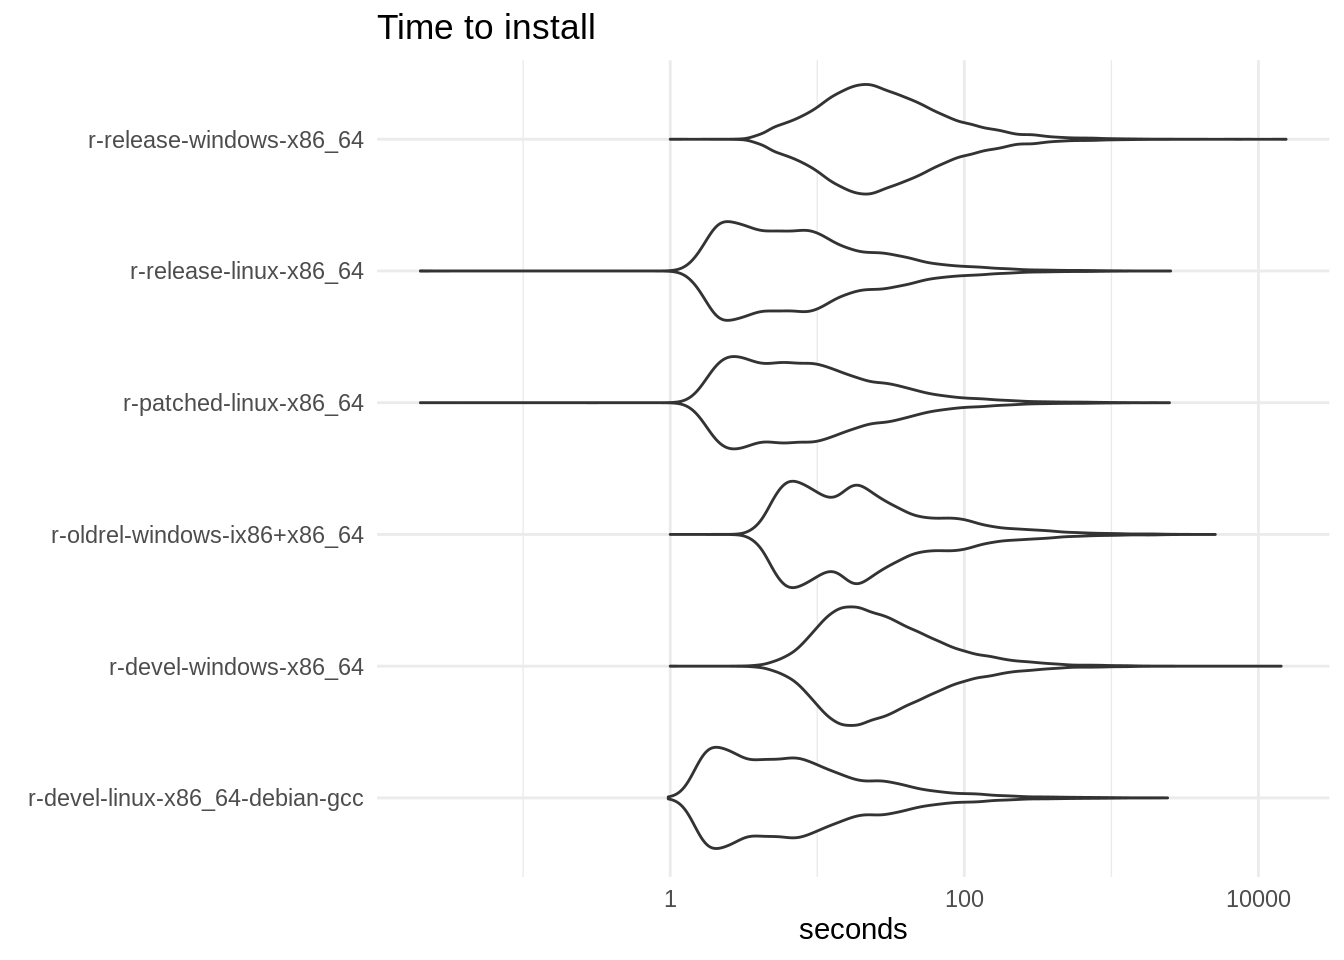 Time to install
r-release-windows-x86_64
r-release-linux-x86_64
r-patched-linux-x86_64
r-oldrel-windows-ix86+x86_64
r-devel-windows-x86_64
r-devel-linux-x86_64-debian-gcc
1 100 10000
seconds